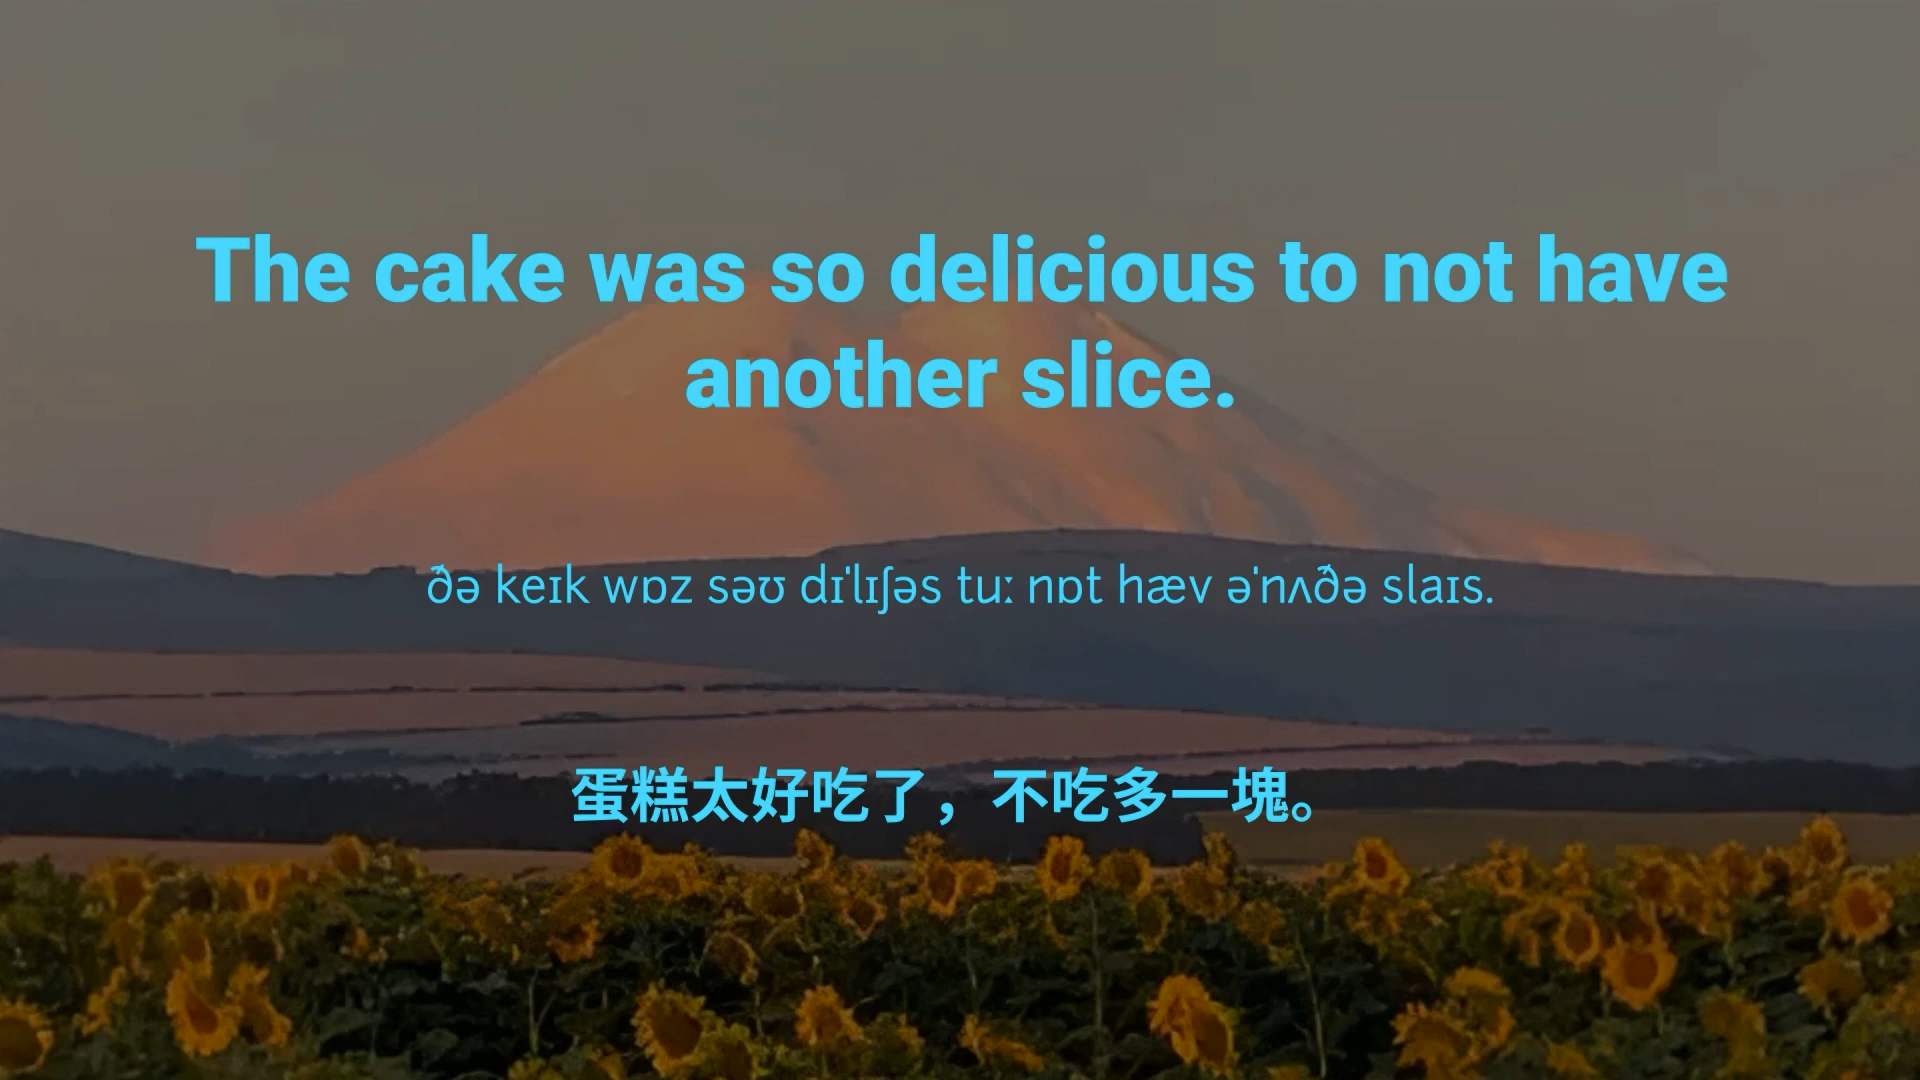 The cake was so delicious to not have
another slice.
ðə keɪk wɒz səʊ dɪˈlɪʃəs tuː nɒt hæv əˈnʌðə slaɪs.
蛋糕太好吃了，不吃多一塊。